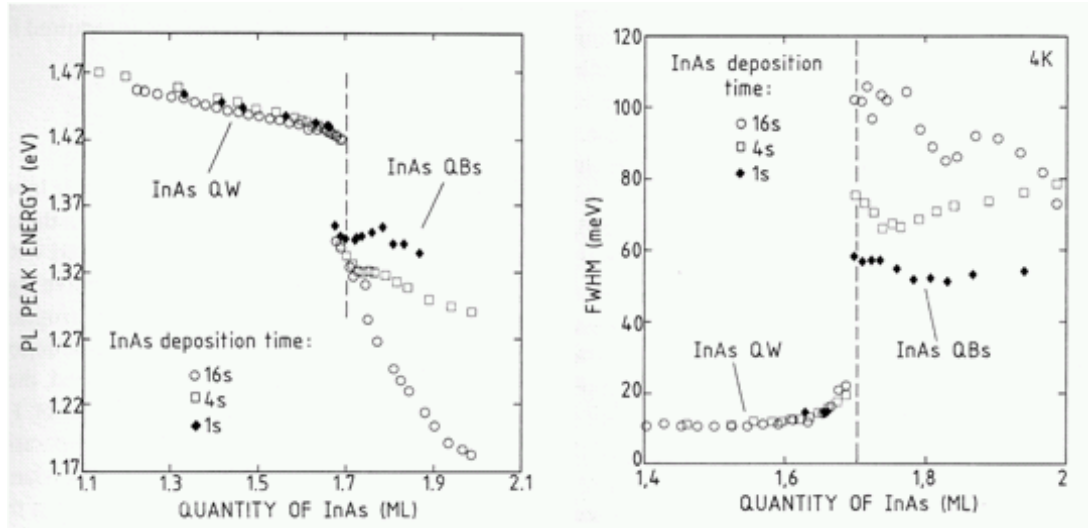 1.47
1.42
1.37
1.32
1.27
1.22
1.17
PL PEAK ENERGY (eV)
InAs QW
InAs QBs
InAs deposition time:
16s
4s
1s
1.1
1.3
1.5
1.7
1.9
2.1
QUANTITY OF InAs (ML)
120
100
80
60
40
20
0
FWHM (meV)
InAs deposition
time:
16s
4s
1s
4K
InAs QW
InAs QBs
1,4
1,6
1,8
2
QUANTITY OF InAs (ML)